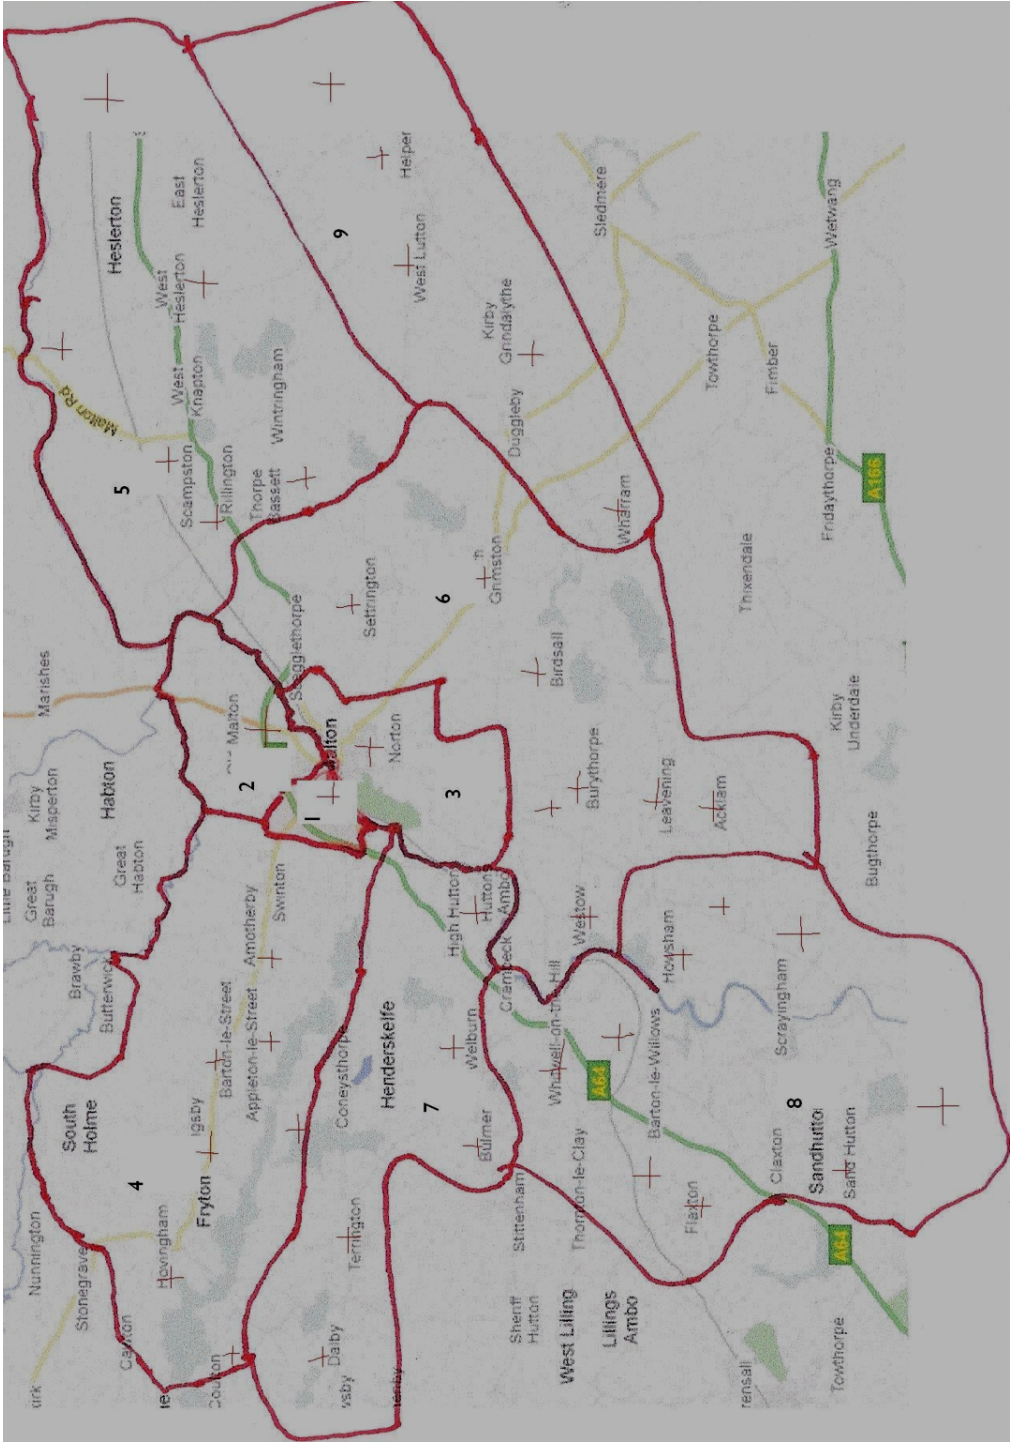 Nunnington
Great
Barugh
Kirby
Misperton
Marishes
South
Holme
Stonegrave
Brawby
Butterwick
Habton
Great
Habton
Malton Rd
Heslerton
5
4
Hovingham
West
Heslerton
East
Heslerton
Fryton
Scampston
West
Knapton
Barton-le-Street
Rillington
Malton
2
Appleton-le-Street
Amotherby
Swinton
Thorpe
Bassett
Wintringham
Stagglethorpe
1
Dalby
Coneysthorpe
9
Terrington
Settrington
Henderskelfe
Norton
Helper
7
3
6
West Lutton
High Hutton
Welburn
Bulmer
Huttons
Ambo
Grimston
Kirby
Grindalythe
Crambeck
Duggleby
Stittenham
Sheriff
Hutton
Birdsall
Whitwell-on-the-Hill
West Lilling
Thornton-le-Clay
Westow
Burythorpe
A64
Sledmere
Lillings
Ambo
Wharram
Barton-le-Willows
Howsham
Leavening
Flaxton
Acklam
Towthorpe
Thixendale
Claxton
Scrayingham
Fimber
8
Sandhutton
Sand Hutton
Fridaythorpe
Wetwang
Towthorpe
A64
Kirby
Underdale
Bugthorpe
A166